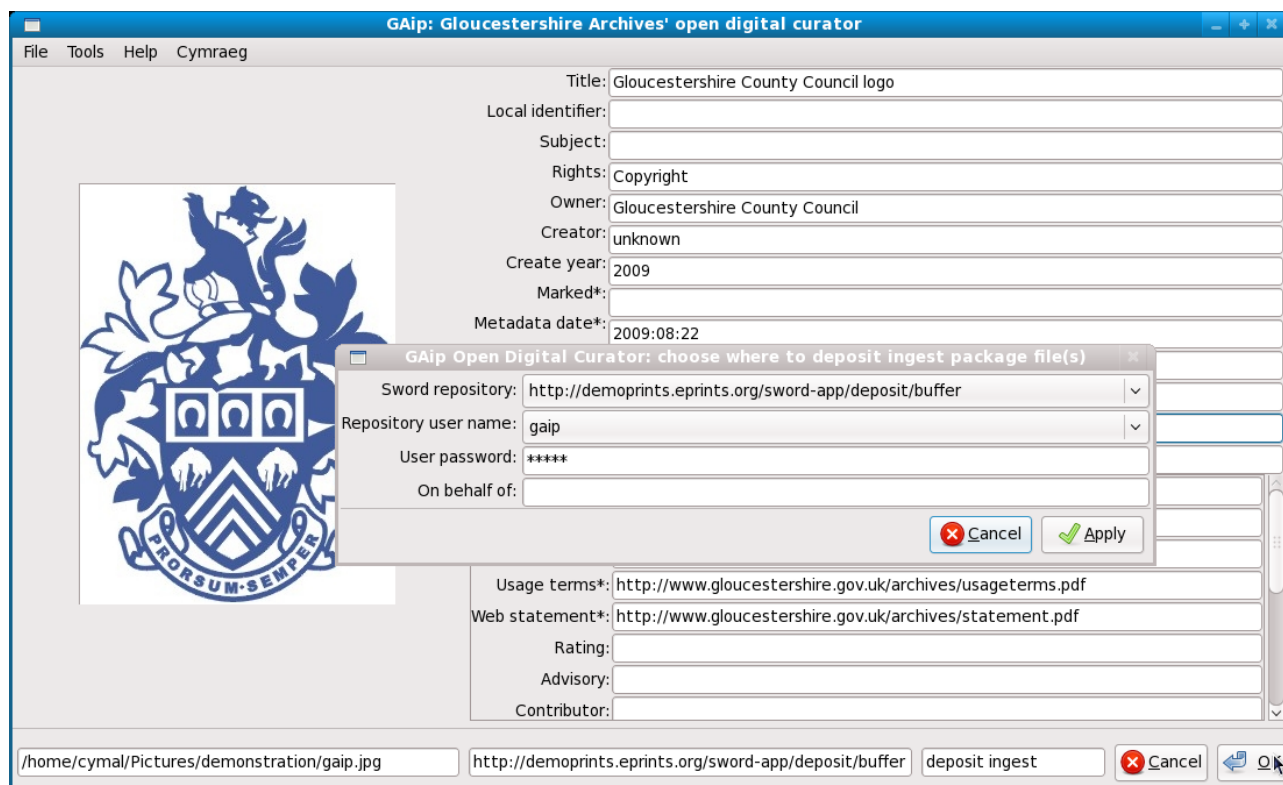 GAip: Gloucestershire Archives' open digital curator
File Tools Help Cymraeg
Title: Gloucestershire County Council logo
Local identifier:
Subject:
Rights: Copyright
Owner: Gloucestershire County Council
Creator: unknown
Create year: 2009
Marked*:
Metadata date*: 2009:08:22
GAip Open Digital Curator: choose where to deposit ingest package file(s)
Sword repository: http://demoprints.eprints.org/sword-app/deposit/buffer
Repository user name: gaip
User password: *****
On behalf of:
Cancel Apply
PRORSUM·SEMPER
Usage terms*: http://www.gloucestershire.gov.uk/archives/usageterms.pdf
Web statement*: http://www.gloucestershire.gov.uk/archives/statement.pdf
Rating:
Advisory:
Contributor:
/home/cymal/Pictures/demonstration/gaip.jpg http://demoprints.eprints.org/sword-app/deposit/buffer deposit ingest Cancel